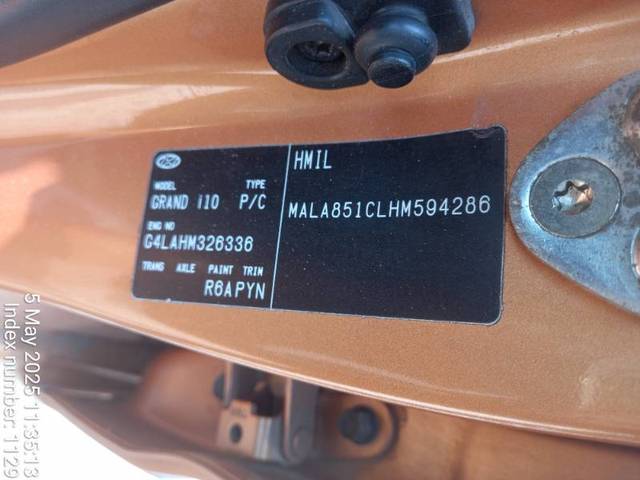 MODEL TYPE
GRAND i10 P/C
ENG NO
G4LAHM326336
TRANS AXLE PAINT TRIM
R6APYN
HMIL
MALA851CLHM594286
5 May 2025 11:35:13
Index number: 1129